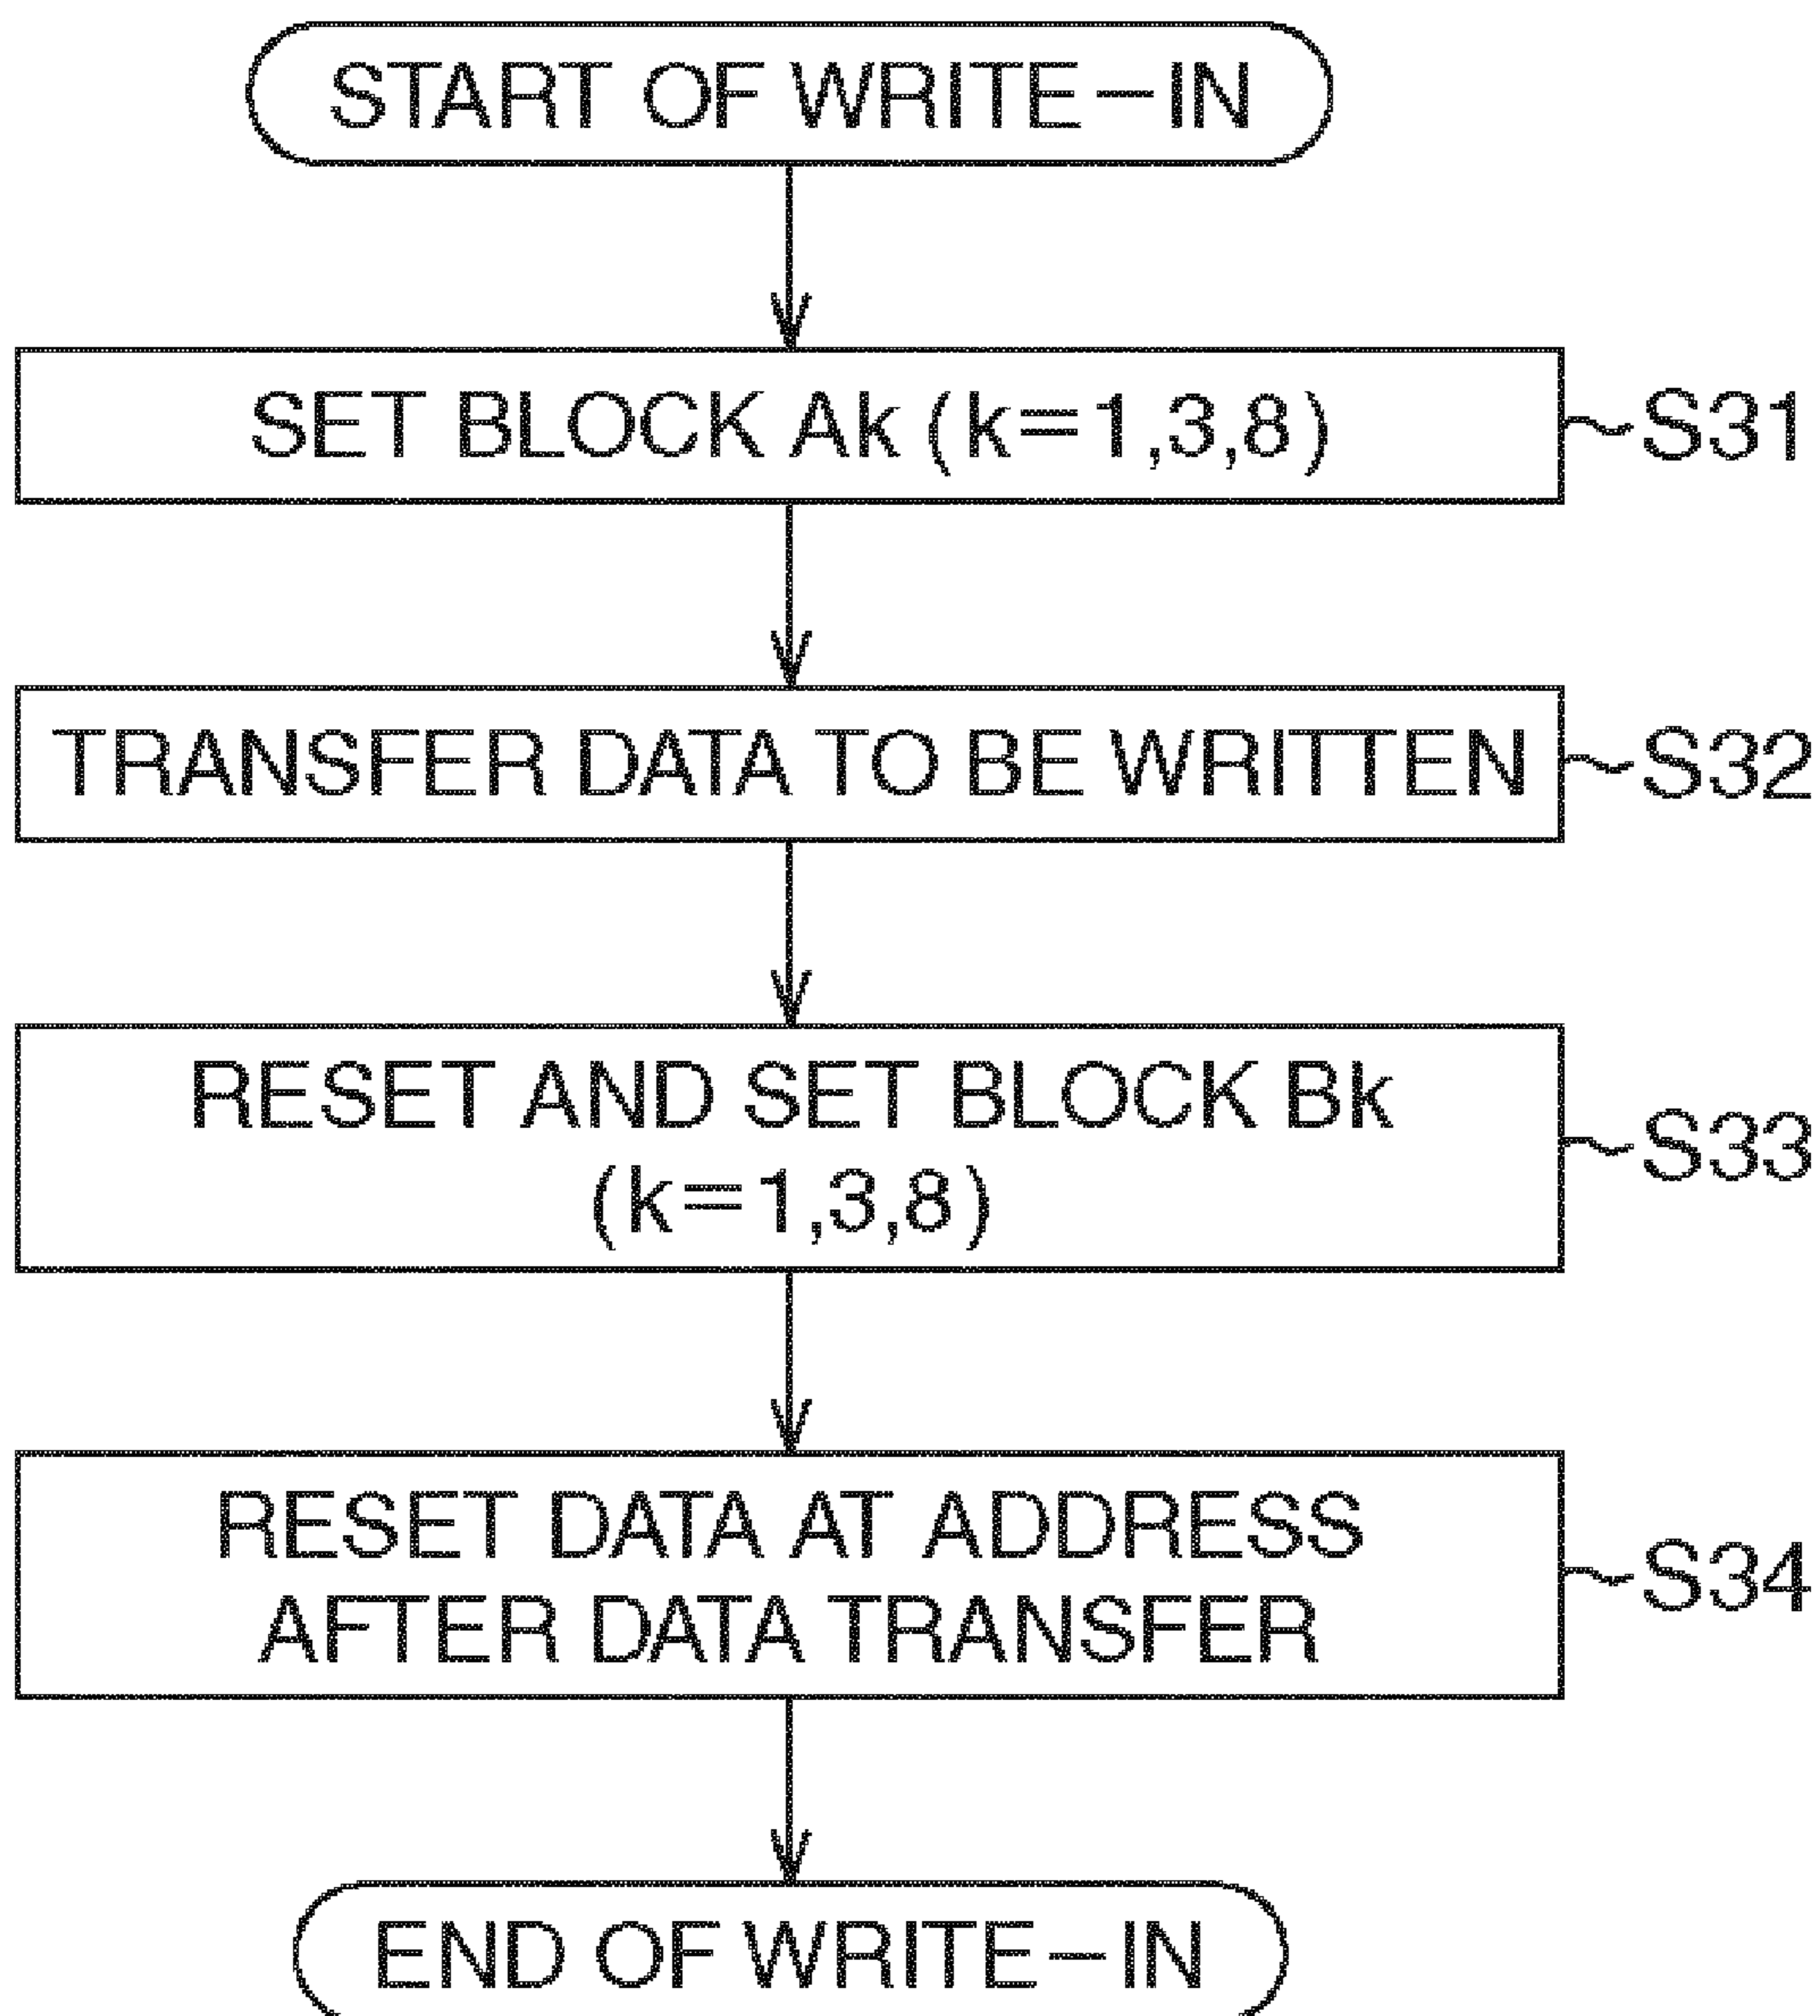 START OF WRITE-IN
SET BLOCK Ak (k=1,3,8)
S31
TRANSFER DATA TO BE WRITTEN
S32
RESET AND SET BLOCK Bk
(k=1,3,8)
S33
RESET DATA AT ADDRESS
AFTER DATA TRANSFER
S34
END OF WRITE-IN